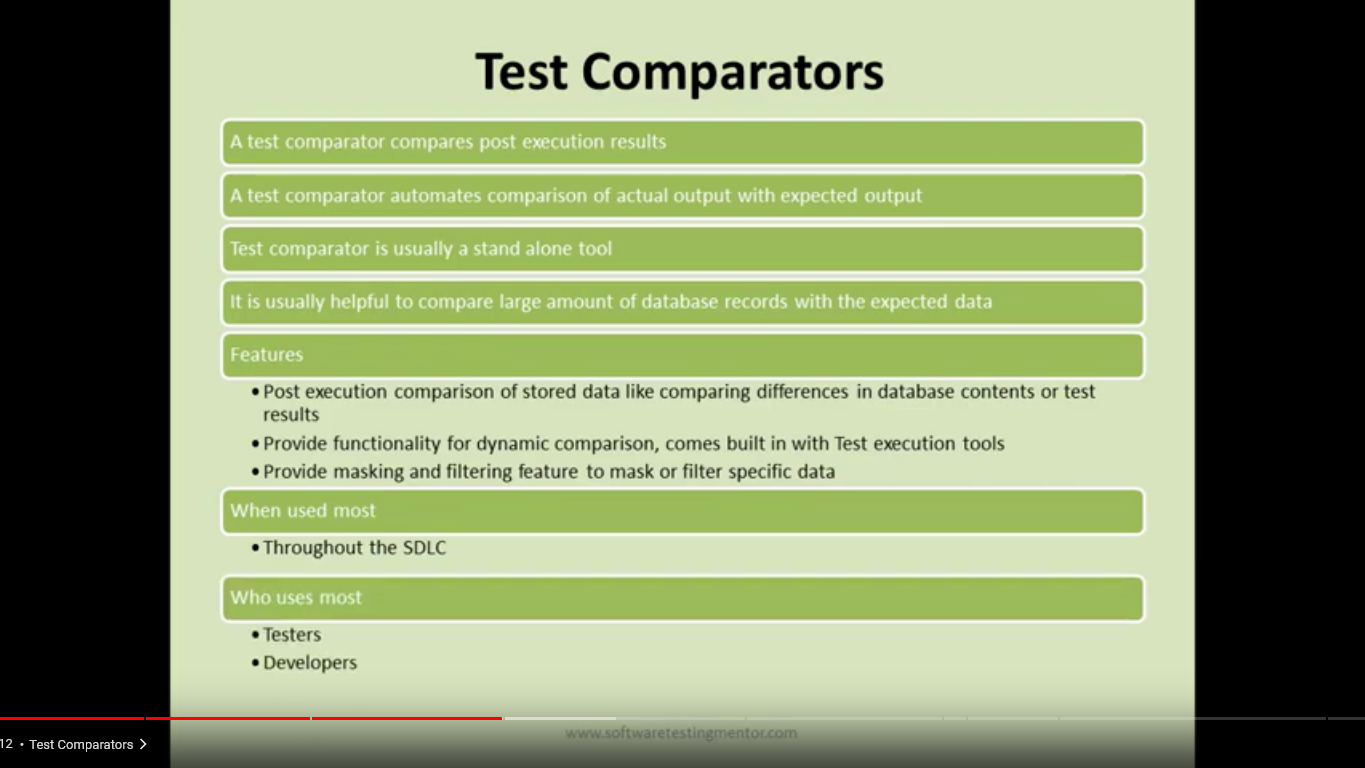 Test Comparators
A test comparator compares post execution results
A test comparator automates comparison of actual output with expected output
Test comparator is usually a stand alone tool
It is usually helpful to compare large amount of database records with the expected data
Features
•Post execution comparison of stored data like comparing differences in database contents or test
results
•Provide functionality for dynamic comparison, comes built in with Test execution tools
•Provide masking and filtering feature to mask or filter specific data
When used most
•Throughout the SDLC
Who uses most
•Testers
•Developers
www.softwaretestingmentor.com
12 • Test Comparators >